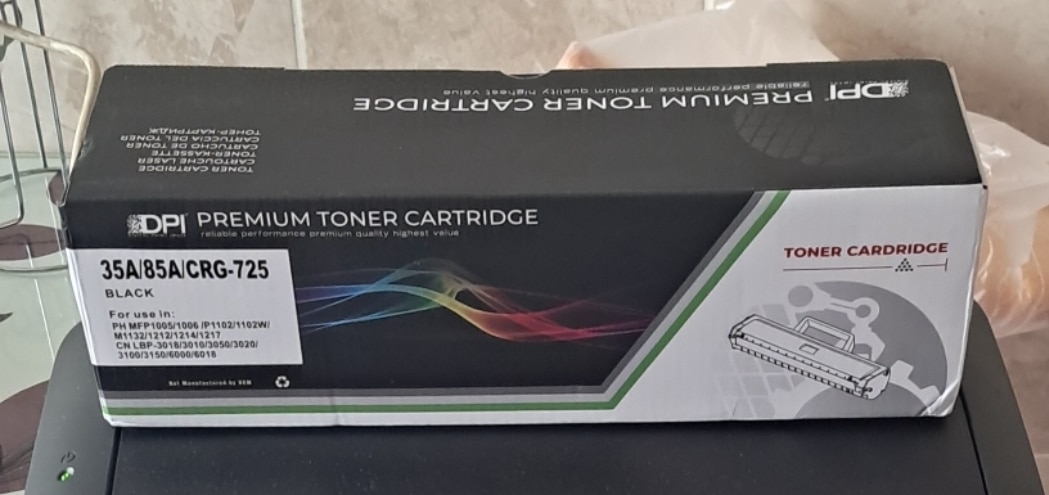 DPI PREMIUM TONER CARTRIDGE
reliable performance premium quality highest value
TONER CARTRIDGE
CARTOUCHE LASER
TONER-KASSETTE
CARTUCHO DE TONER
CARTUCCIA DEL TONER
ТОНЕР-КАРТРИДЖ
DPI PREMIUM TONER CARTRIDGE
reliable performance premium quality highest value
35A/85A/CRG-725
BLACK
For use in:
PH MFP1005/1006 /P1102/1102W/
M1132/1212/1214/1217
CN LBP-3018/3010/3050/3020/
3100/3150/6000/6018
Not Manufactured by OEM
TONER CARDRIDGE